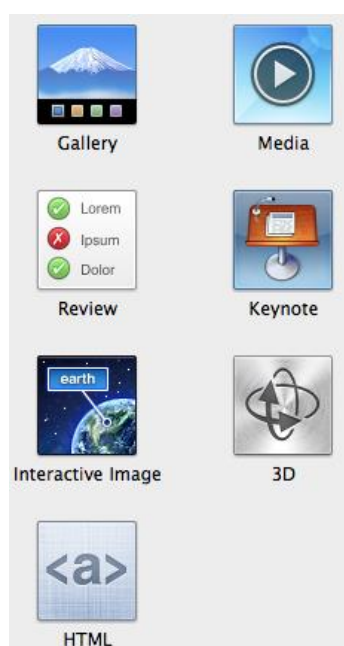 Gallery
Media
Lorem
Ipsum
Dolor
Review
Keynote
earth
Interactive Image
3D
<a>
HTML